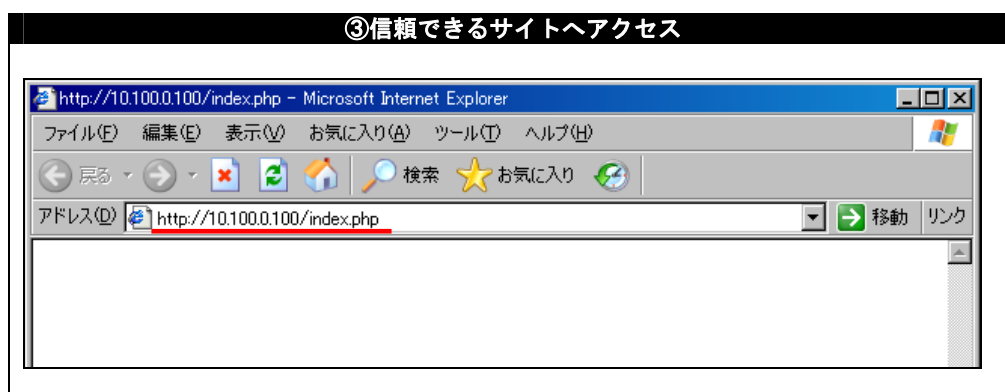 ③信頼できるサイトへアクセス
http://10.100.0.100/index.php - Microsoft Internet Explorer
ファイル(F) 編集(E) 表示(V) お気に入り(A) ツール(T) ヘルプ(H)
戻る 検索 お気に入り
アドレス(D) http://10.100.0.100/index.php 移動 リンク